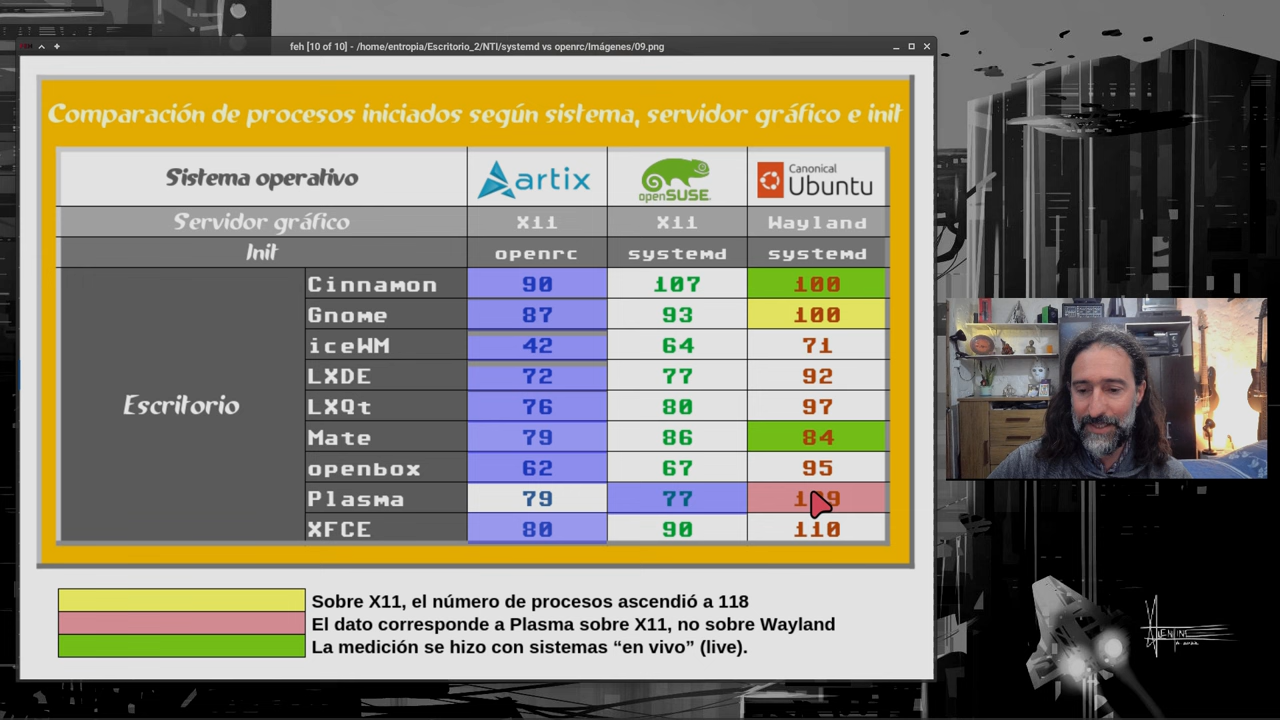 feh [10 of 10] - /home/entropia/Escritorio_2/NTI/systemd vs openrc/Imágenes/09.png
Comparación de procesos iniciados según sistema, servidor gráfico e init
Sistema operativo artix openSUSE Canonical Ubuntu
Servidor gráfico X11 X11 Wayland
Init openrc systemd systemd
Escritorio
Cinnamon 90 107 100
Gnome 87 93 100
iceWM 42 64 71
LXDE 72 77 92
LXQt 76 80 97
Mate 79 86 84
openbox 62 67 95
Plasma 79 77
XFCE 80 90 110
Sobre X11, el número de procesos ascendió a 118
El dato corresponde a Plasma sobre X11, no sobre Wayland
La medición se hizo con sistemas “en vivo” (live).